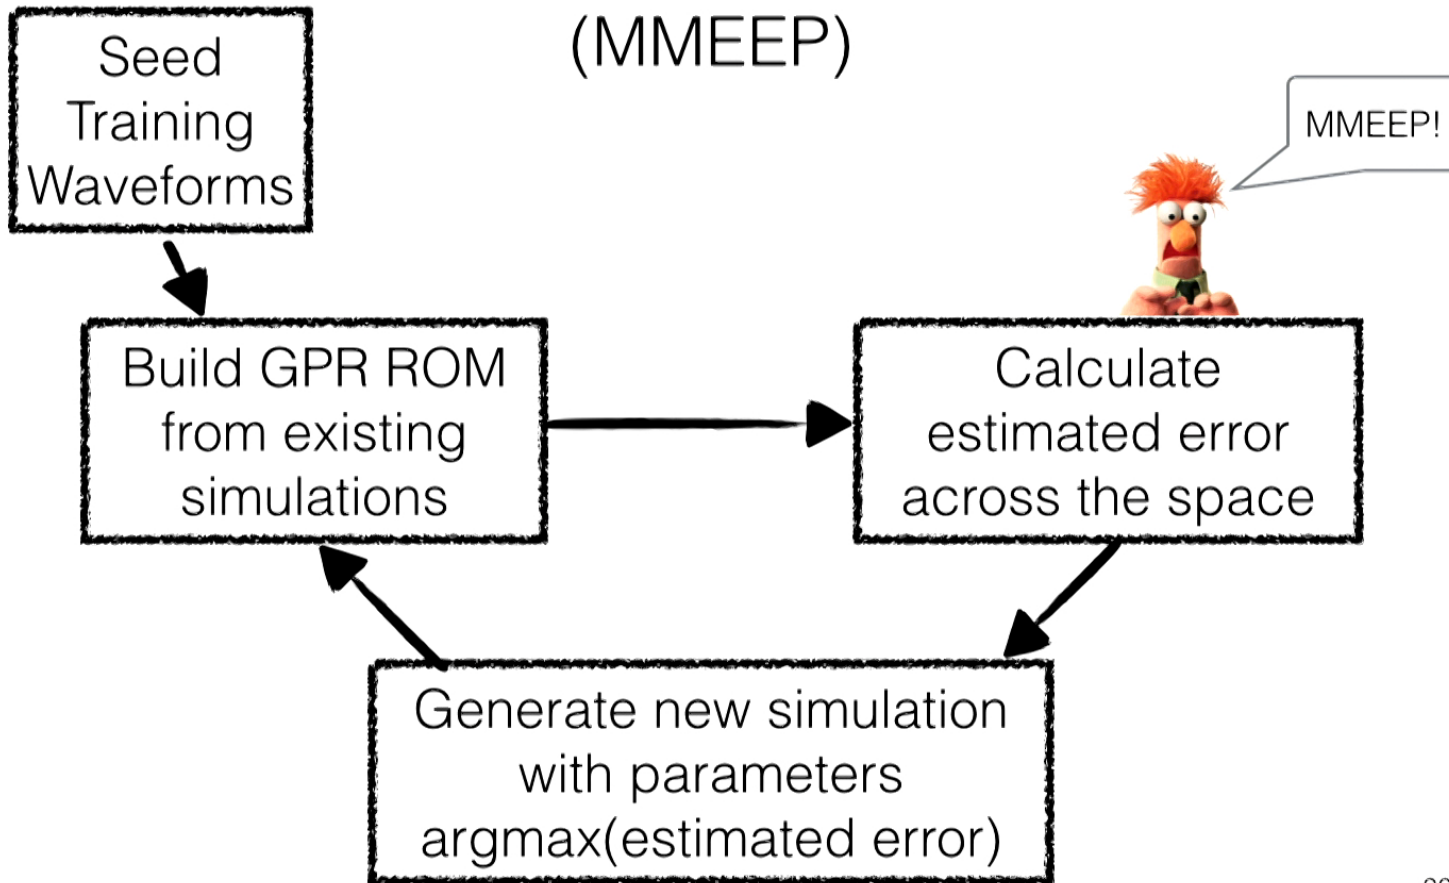 (MMEEP)
Seed
Training
Waveforms
MMEEP!
Build GPR ROM
from existing
simulations
Calculate
estimated error
across the space
Generate new simulation
with parameters
argmax(estimated error)